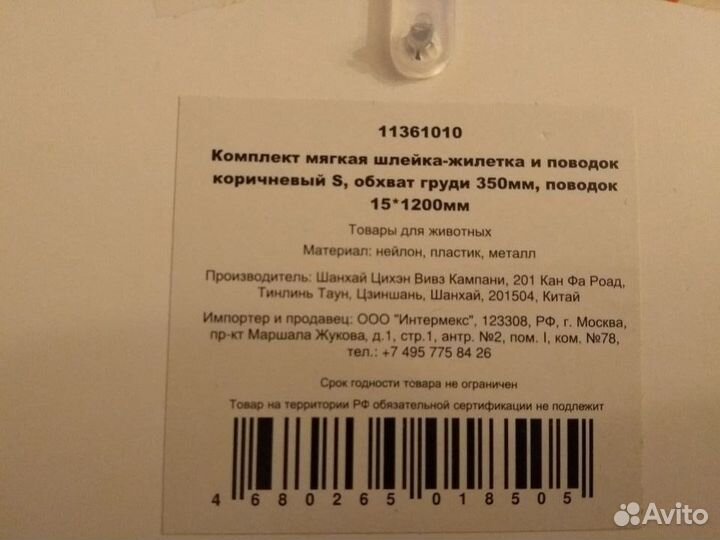 11361010
Комплект мягкая шлейка-жилетка и поводок
коричневый S, обхват груди 350мм, поводок
15*1200мм
Товары для животных
Материал: нейлон, пластик, металл
Производитель: Шанхай Цихэн Вивз Кампани, 201 Кан Фа Роад,
Тинлинь Таун, Цзиншань, Шанхай, 201504, Китай
Импортер и продавец: ООО "Интермекс", 123308, РФ, г. Москва,
пр-кт Маршала Жукова, д.1, стр.1, антр. №2, пом. I, ком. №78,
тел.: +7 495 775 84 26
Срок годности товара не ограничен
Товар на территории РФ обязательной сертификации не подлежит
4 680265 018505
Avito